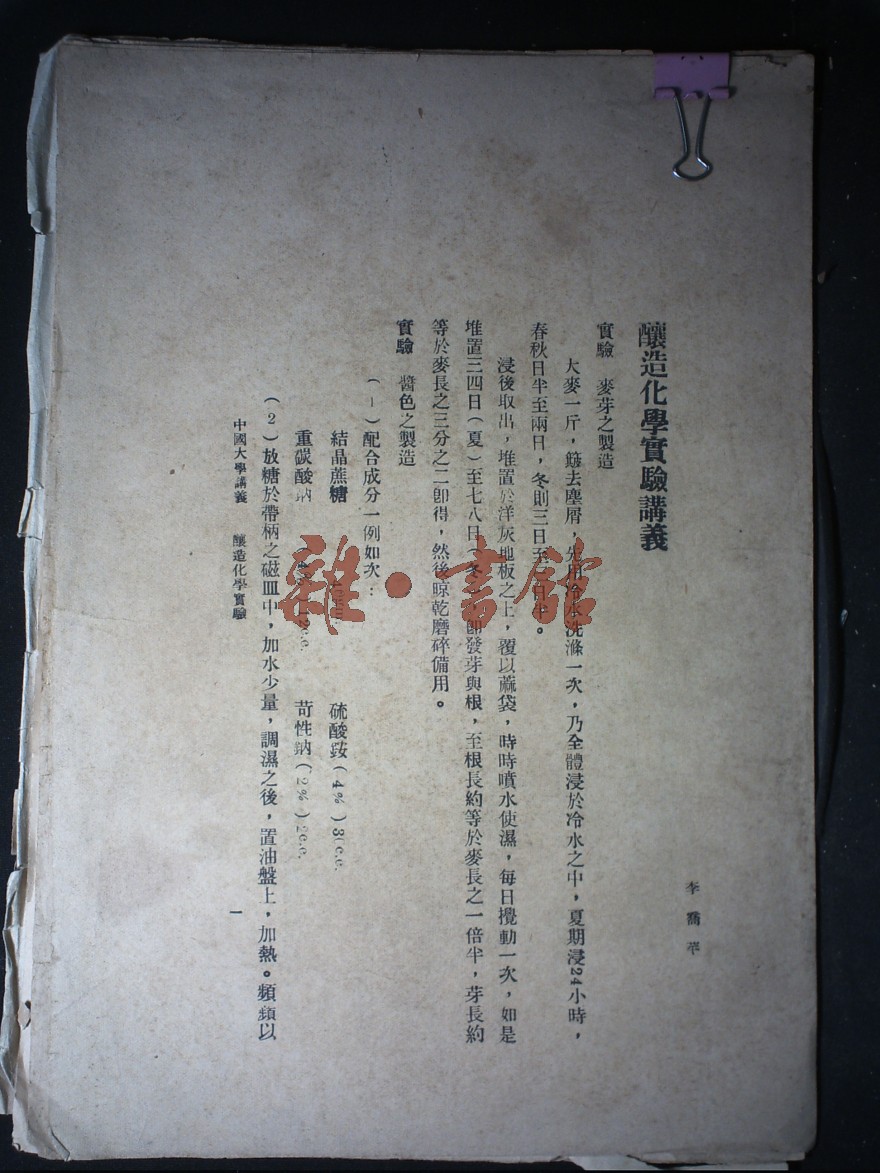 釀造化學實驗講義
李喬苹
實驗　麥芽之製造
大麥一斤，篩去塵屑，先用冷水洗滌一次，乃全體浸於冷水之中，夏期浸24小時，
春秋日半至兩日，冬則三日至　日半。
浸後取出，堆置於洋灰地板之上，覆以蔴袋，時時噴水使濕，每日攪動一次，如是
堆置三四日（夏）至七八日（冬）即發芽與根，至根長約等於麥長之一倍半，芽長約
等於麥長之三分之二卽得，然後晾乾磨碎備用。
實驗　醬色之製造
（1）配合成分一例如次：
結晶蔗糖　硫酸銨（4%）3c.c.
重碳酸鈉　2c.c.　苛性鈉（2%）2c.c.
（2）放糖於帶柄之磁皿中，加水少量，調濕之後，置油盤上，加熱。頻頻以
中國大學講義　釀造化學實驗　一
雜·書舘